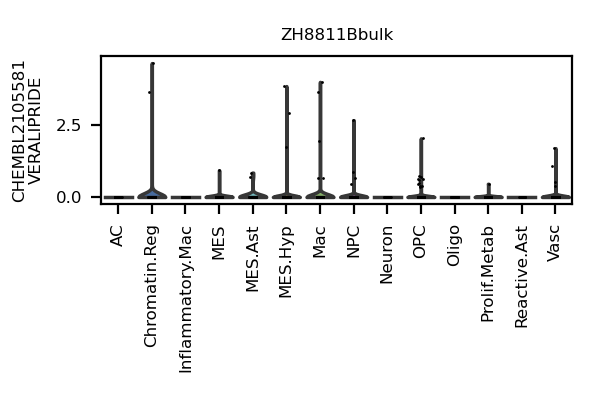 ZH8811Bbulk
CHEMBL2105581
VERALIPRIDE
2.5
0.0
AC
Chromatin.Reg
Inflammatory.Mac
MES
MES.Ast
MES.Hyp
Mac
NPC
Neuron
OPC
Oligo
Prolif.Metab
Reactive.Ast
Vasc